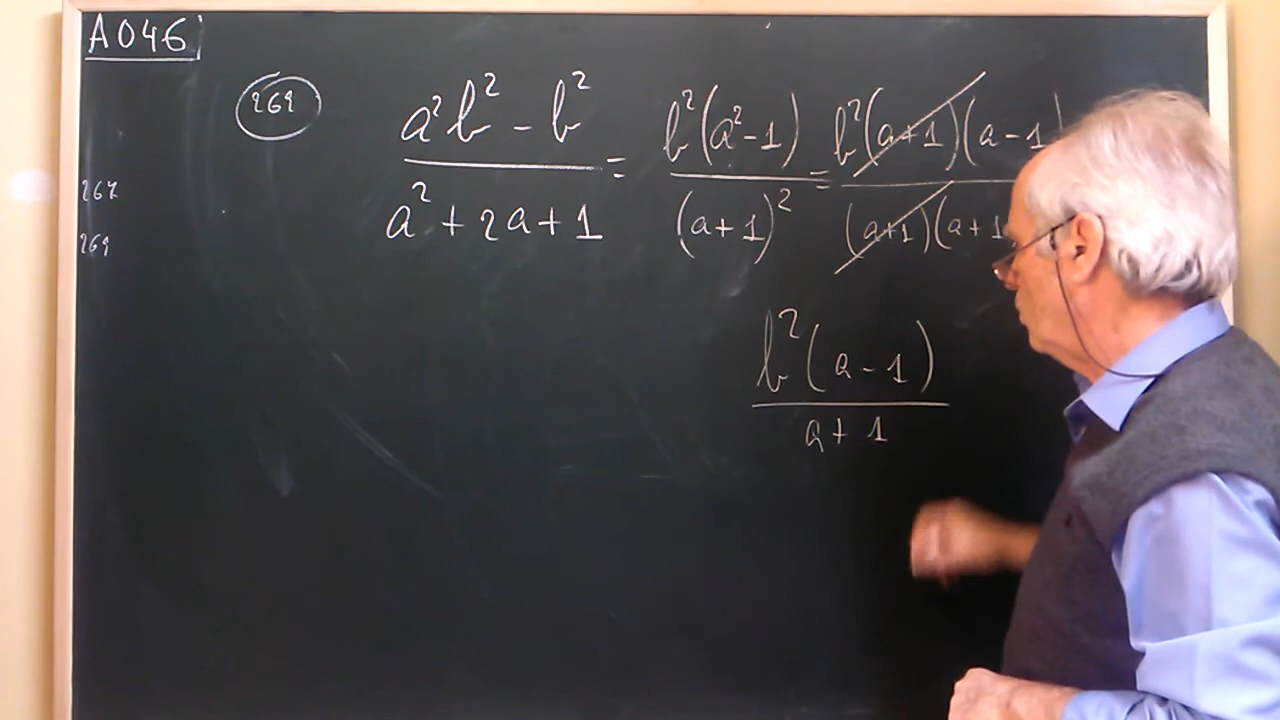 A046
269
a²b² - b² / a² + 2a + 1 = b²(a² - 1) / (a + 1)² = b²(a + 1)(a - 1) / (a + 1)(a + 1
267
269
b²(a - 1) / a + 1